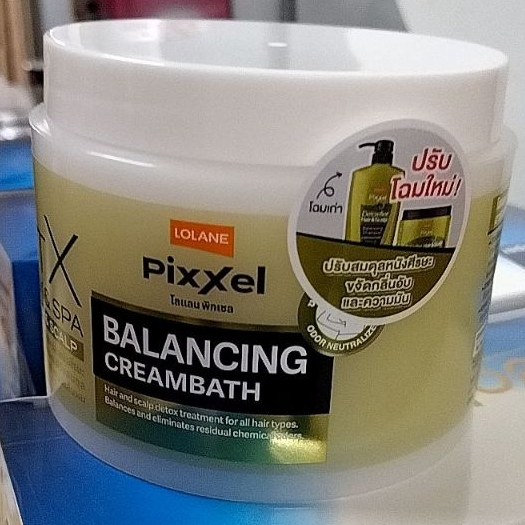 LOLANE
PixXel
โลแลน พิกเซล
BALANCING
CREAMBATH
Hair and scalp detox treatment for all hair types.
Balances and eliminates residual chemical odors.
X
SPA
SCALP
ปรับ
โฉมใหม่!
โฉมเก่า
ปรับสมดุลหนังศีรษะ
ขจัดกลิ่นอับ
และความมัน
ODOR NEUTRALIZE